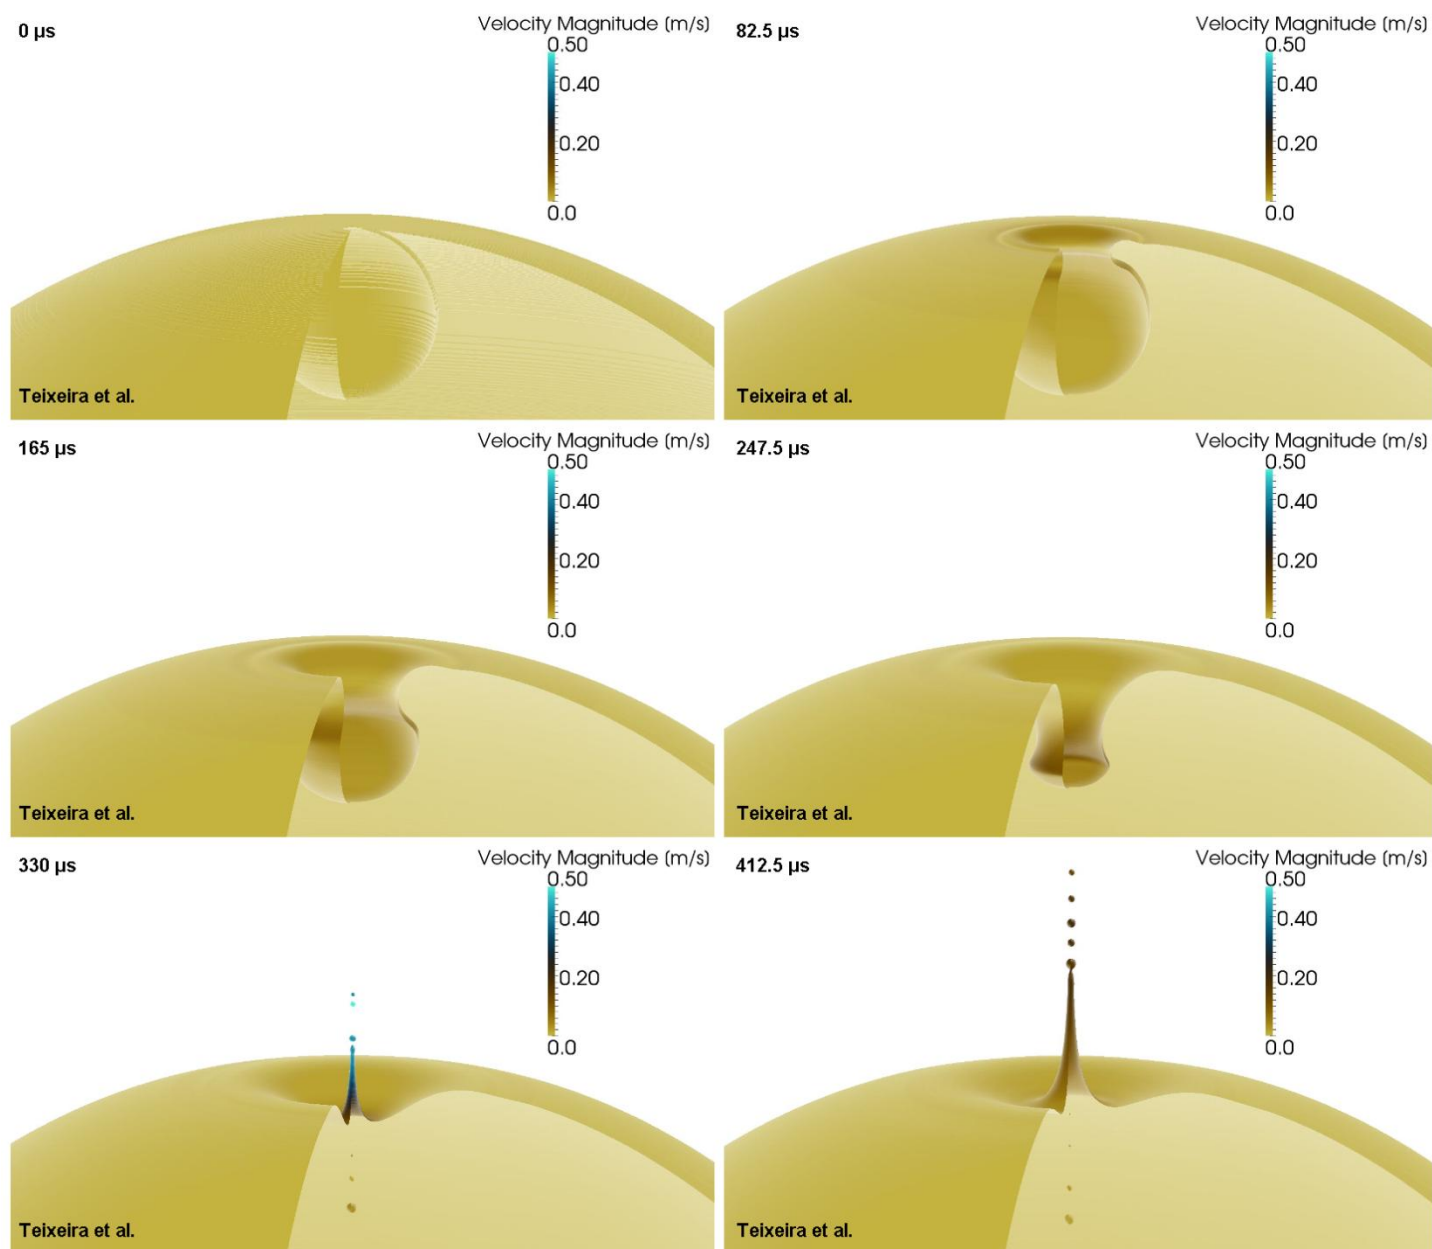 0 µs
Velocity Magnitude (m/s)
0.50
0.40
0.20
0.0
Teixeira et al.
82.5 µs
Velocity Magnitude (m/s)
0.50
0.40
0.20
0.0
Teixeira et al.
165 µs
Velocity Magnitude (m/s)
0.50
0.40
0.20
0.0
Teixeira et al.
247.5 µs
Velocity Magnitude (m/s)
0.50
0.40
0.20
0.0
Teixeira et al.
330 µs
Velocity Magnitude (m/s)
0.50
0.40
0.20
0.0
Teixeira et al.
412.5 µs
Velocity Magnitude (m/s)
0.50
0.40
0.20
0.0
Teixeira et al.